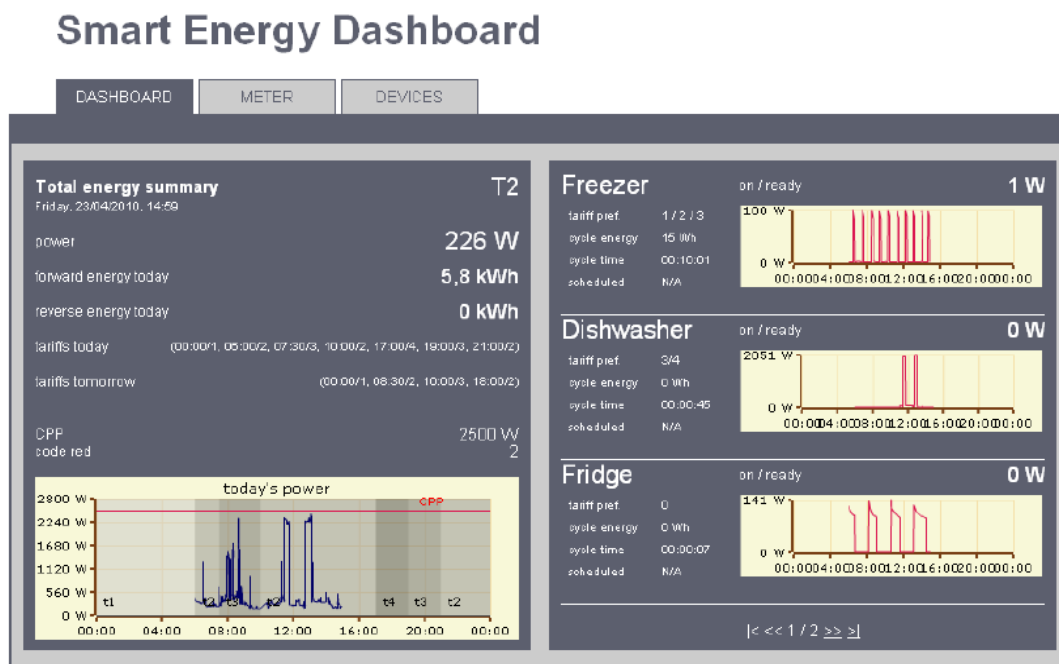 Smart Energy Dashboard
DASHBOARD METER DEVICES
Total energy summary T2
Friday, 23/04/2010, 14:59
power 226 W
forward energy today 5,8 kWh
reverse energy today 0 kWh
tariffs today (00:00/1, 06:00/2, 07:30/3, 10:00/2, 17:00/4, 19:00/3, 21:00/2)
tariffs tomorrow (00:00/1, 08:30/2, 10:00/3, 18:00/2)
CPP 2500 W
code red 2
today's power
CPP
2800 W
2240 W
1680 W
1120 W
560 W
0 W
t1 t2 t3 t2 t4 t3 t2
00:00 04:00 08:00 12:00 16:00 20:00 00:00
Freezer on / ready 1 W
tariff pref. 1 / 2 / 3
cycle energy 15 Wh
cycle time 00:10:01
scheduled N/A
100 W
0 W
00:00 04:00 08:00 12:00 16:00 20:00 00:00
Dishwasher on / ready 0 W
tariff pref. 3/4
cycle energy 0 Wh
cycle time 00:00:45
scheduled N/A
2051 W
0 W
00:00 04:00 08:00 12:00 16:00 20:00 00:00
Fridge on / ready 0 W
tariff pref. 0
cycle energy 0 Wh
cycle time 00:00:07
scheduled N/A
141 W
0 W
00:00 04:00 08:00 12:00 16:00 20:00 00:00
|< << 1 / 2 >> >|